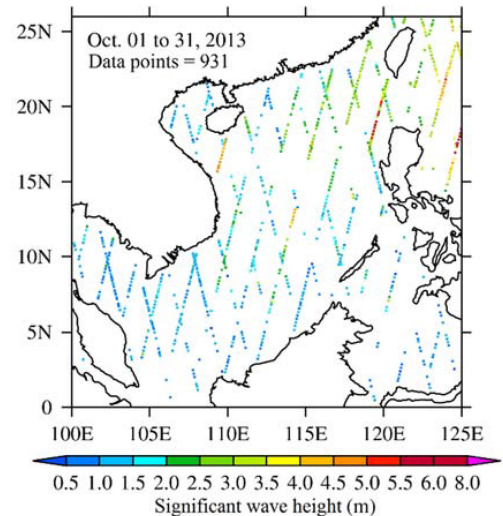 25N
Oct. 01 to 31, 2013
Data points = 931
20N
15N
10N
5N
0
100E 105E 110E 115E 120E 125E
0.5 1.0 1.5 2.0 2.5 3.0 3.5 4.0 4.5 5.0 5.5 6.0 8.0
Significant wave height (m)